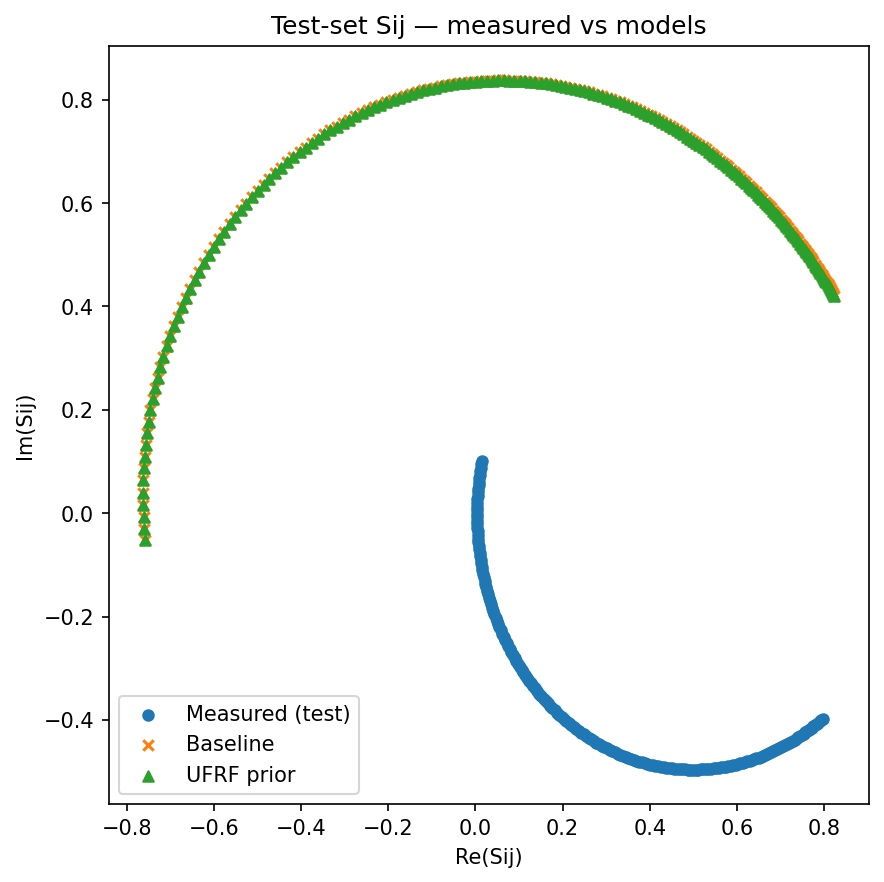 Test-set Sij — measured vs models
0.8
0.6
0.4
0.2
0.0
−0.2
−0.4
Im(Sij)
Measured (test)
Baseline
UFRF prior
−0.8 −0.6 −0.4 −0.2 0.0 0.2 0.4 0.6 0.8
Re(Sij)